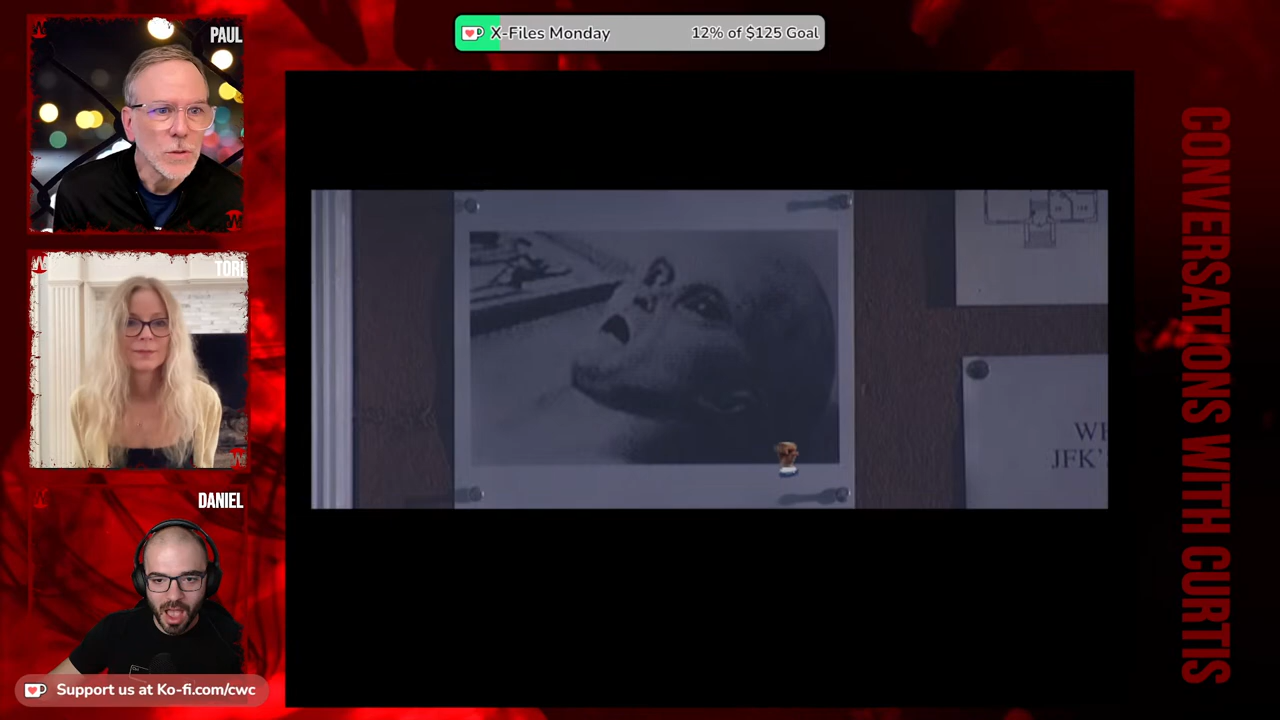 PAUL
X-Files Monday
12% of $125 Goal
TORI
DANIEL
JFK'
Support us at Ko-fi.com/cwc
CONVERSATIONS WITH CURTIS